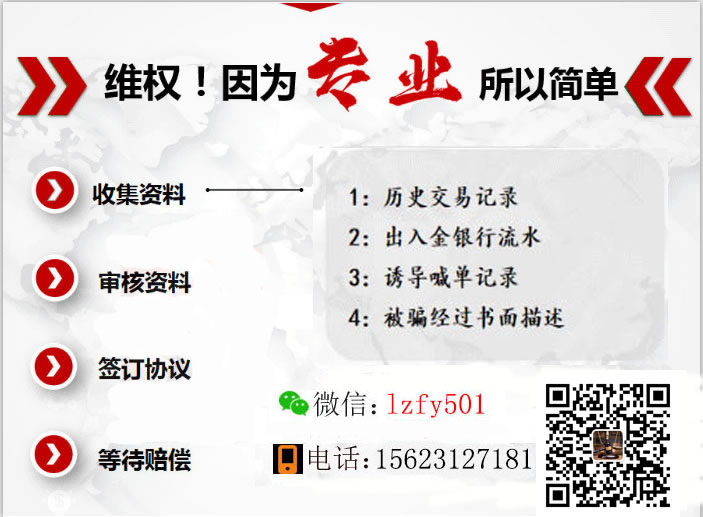 维权！因为专业所以简单
收集资料
1: 历史交易记录
2: 出入金银行流水
3: 诱导喊单记录
4: 被骗经过书面描述
审核资料
签订协议
等待赔偿
微信: lzfy501
电话: 15623127181